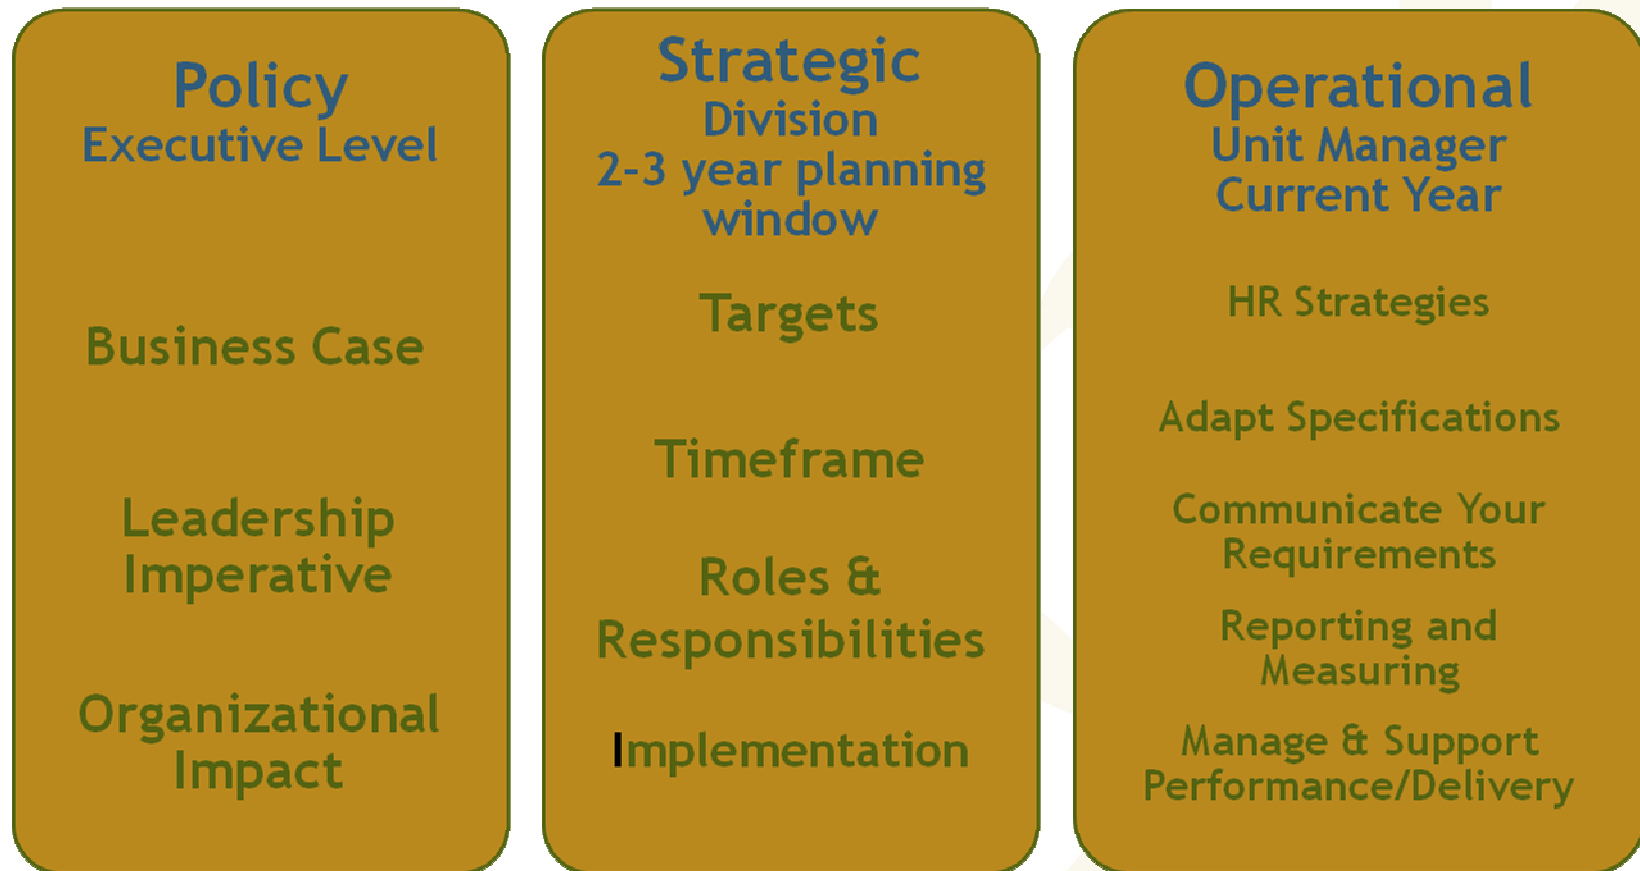 Policy
Executive Level
Business Case
Leadership
Imperative
Organizational
Impact
Strategic
Division
2-3 year planning
window
Targets
Timeframe
Roles &
Responsibilities
Implementation
Operational
Unit Manager
Current Year
HR Strategies
Adapt Specifications
Communicate Your
Requirements
Reporting and
Measuring
Manage & Support
Performance/Delivery